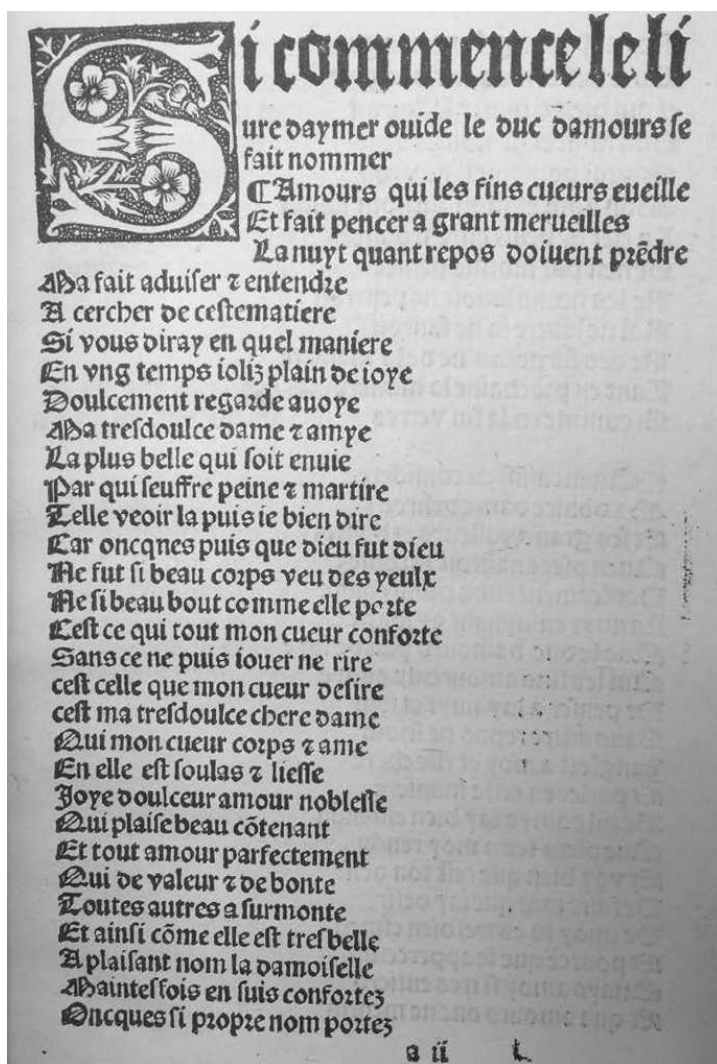 Si commence le li
ure daymer ouide le duc damours se
fait nommer
⁋Amours qui les fins cueurs eueille
Et fait pencer a grant merueilles
La nuyt quant repos doiuent prẽdre
Ma fait aduiser ⁊ entendre
A cercher de ceste matiere
Si vous diray en quel maniere
En vng temps ioliz plain de ioye
Doulcement regarde auoye
Ma tresdoulce dame ⁊ amye
La plus belle qui soit enuie
Par qui seuffre peine ⁊ martire
Telle veoir la puis ie bien dire
Car oncqnes puis que dieu fut dieu
Ne fut si beau corps veu des yeulx
Ne si beau bout comme elle porte
Cest ce qui tout mon cueur conforte
Sans ce ne puis iouer ne rire
cest celle que mon cueur desire
cest ma tresdoulce chere dame
Qui mon cueur corps ⁊ ame
En elle est soulas ⁊ liesse
Joye doulceur amour noblesse
Qui plaise beau cõtenant
Et tout amour parfectement
Qui de valeur ⁊ de bonte
Toutes autres a surmonte
Et ainsi cõme elle est tresbelle
A plaisant nom la damoiselle
Maintesfois en suis confortez
Oncques si propre nom portez
a ii t